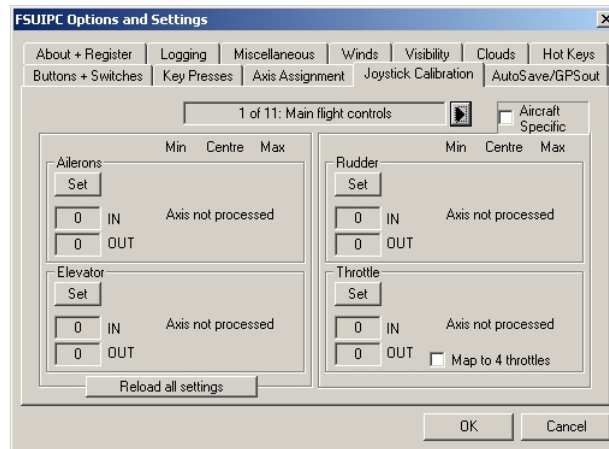 FSUIPC Options and Settings
About + Register Logging Miscellaneous Winds Visibility Clouds Hot Keys
Buttons + Switches Key Presses Axis Assignment Joystick Calibration AutoSave/GPSout
1 of 11: Main flight controls
Aircraft
Specific
Min Centre Max
Ailerons
Set
0 IN Axis not processed
0 OUT
Elevator
Set
0 IN Axis not processed
0 OUT
Reload all settings
Min Centre Max
Rudder
Set
0 IN Axis not processed
0 OUT
Throttle
Set
0 IN Axis not processed
0 OUT Map to 4 throttles
OK Cancel